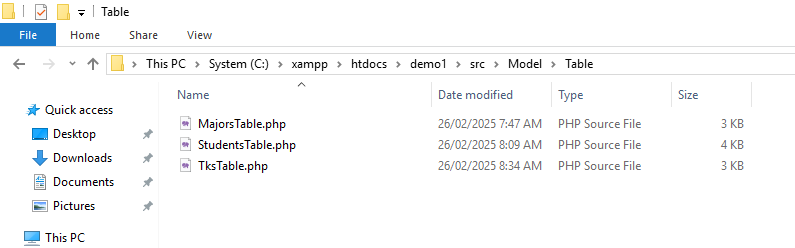 Table
File Home Share View
This PC System (C:) xampp htdocs demo1 src Model Table
Name Date modified Type Size
Quick access
MajorsTable.php 26/02/2025 7:47 AM PHP Source File 3 KB
Desktop
StudentsTable.php 26/02/2025 8:09 AM PHP Source File 4 KB
Downloads
TksTable.php 26/02/2025 8:34 AM PHP Source File 3 KB
Documents
Pictures
This PC